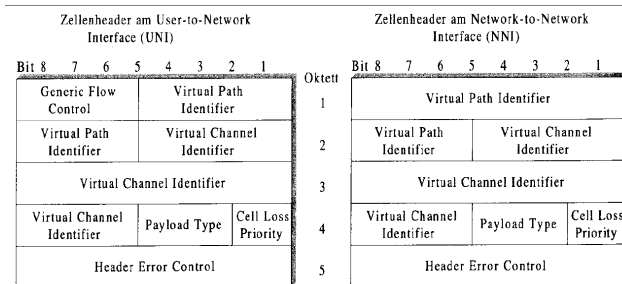 Zellenheader am User-to-Network
Interface (UNI)
Bit 8 7 6 5 4 3 2 1
Generic Flow
Control
Virtual Path
Identifier
Virtual Path
Identifier
Virtual Channel
Identifier
Virtual Channel Identifier
Virtual Channel
Identifier
Payload Type
Cell Loss
Priority
Header Error Control
Oktett
1
2
3
4
5
Zellenheader am Network-to-Network
Interface (NNI)
Bit 8 7 6 5 4 3 2 1
Virtual Path Identifier
Virtual Path
Identifier
Virtual Channel
Identifier
Virtual Channel Identifier
Virtual Channel
Identifier
Payload Type
Cell Loss
Priority
Header Error Control